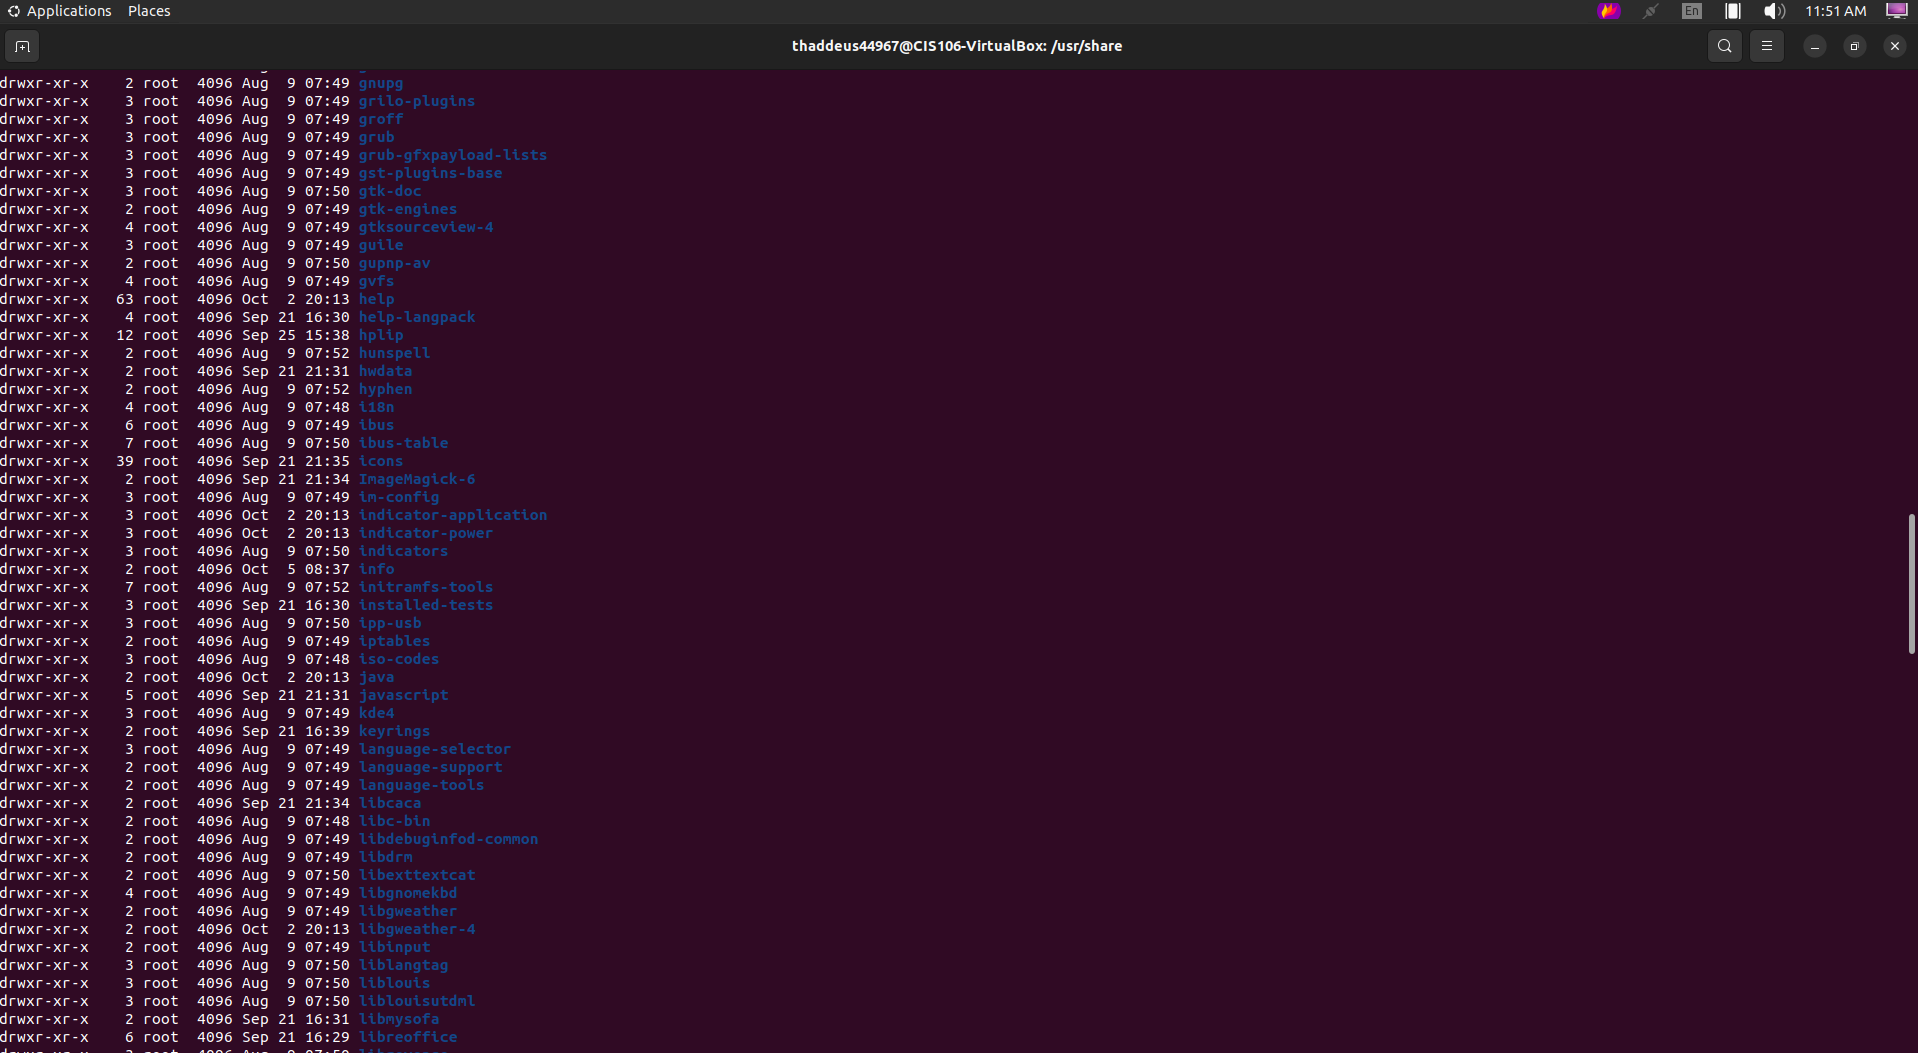 Applications Places En 11:51 AM
thaddeus44967@CIS106-VirtualBox: /usr/share
drwxr-xr-x 2 root 4096 Aug 9 07:49 gnupg
drwxr-xr-x 3 root 4096 Aug 9 07:49 grilo-plugins
drwxr-xr-x 3 root 4096 Aug 9 07:49 groff
drwxr-xr-x 3 root 4096 Aug 9 07:49 grub
drwxr-xr-x 3 root 4096 Aug 9 07:49 grub-gfxpayload-lists
drwxr-xr-x 3 root 4096 Aug 9 07:49 gst-plugins-base
drwxr-xr-x 3 root 4096 Aug 9 07:50 gtk-doc
drwxr-xr-x 2 root 4096 Aug 9 07:49 gtk-engines
drwxr-xr-x 4 root 4096 Aug 9 07:49 gtksourceview-4
drwxr-xr-x 3 root 4096 Aug 9 07:49 guile
drwxr-xr-x 2 root 4096 Aug 9 07:50 gupnp-av
drwxr-xr-x 4 root 4096 Aug 9 07:49 gvfs
drwxr-xr-x 63 root 4096 Oct 2 20:13 help
drwxr-xr-x 4 root 4096 Sep 21 16:30 help-langpack
drwxr-xr-x 12 root 4096 Sep 25 15:38 hplip
drwxr-xr-x 2 root 4096 Aug 9 07:52 hunspell
drwxr-xr-x 2 root 4096 Sep 21 21:31 hwdata
drwxr-xr-x 2 root 4096 Aug 9 07:52 hyphen
drwxr-xr-x 4 root 4096 Aug 9 07:48 i18n
drwxr-xr-x 6 root 4096 Aug 9 07:49 ibus
drwxr-xr-x 7 root 4096 Aug 9 07:50 ibus-table
drwxr-xr-x 39 root 4096 Sep 21 21:35 icons
drwxr-xr-x 2 root 4096 Sep 21 21:34 ImageMagick-6
drwxr-xr-x 3 root 4096 Aug 9 07:49 im-config
drwxr-xr-x 3 root 4096 Oct 2 20:13 indicator-application
drwxr-xr-x 3 root 4096 Oct 2 20:13 indicator-power
drwxr-xr-x 3 root 4096 Aug 9 07:50 indicators
drwxr-xr-x 2 root 4096 Oct 5 08:37 info
drwxr-xr-x 7 root 4096 Aug 9 07:52 initramfs-tools
drwxr-xr-x 3 root 4096 Sep 21 16:30 installed-tests
drwxr-xr-x 3 root 4096 Aug 9 07:50 ipp-usb
drwxr-xr-x 2 root 4096 Aug 9 07:49 iptables
drwxr-xr-x 3 root 4096 Aug 9 07:48 iso-codes
drwxr-xr-x 2 root 4096 Oct 2 20:13 java
drwxr-xr-x 5 root 4096 Sep 21 21:31 javascript
drwxr-xr-x 3 root 4096 Aug 9 07:49 kde4
drwxr-xr-x 2 root 4096 Sep 21 16:39 keyrings
drwxr-xr-x 3 root 4096 Aug 9 07:49 language-selector
drwxr-xr-x 2 root 4096 Aug 9 07:49 language-support
drwxr-xr-x 2 root 4096 Aug 9 07:49 language-tools
drwxr-xr-x 2 root 4096 Sep 21 21:34 libcaca
drwxr-xr-x 2 root 4096 Aug 9 07:48 libc-bin
drwxr-xr-x 2 root 4096 Aug 9 07:49 libdebuginfod-common
drwxr-xr-x 2 root 4096 Aug 9 07:49 libdrm
drwxr-xr-x 2 root 4096 Aug 9 07:50 libexttextcat
drwxr-xr-x 4 root 4096 Aug 9 07:49 libgnomekbd
drwxr-xr-x 2 root 4096 Aug 9 07:49 libgweather
drwxr-xr-x 2 root 4096 Oct 2 20:13 libgweather-4
drwxr-xr-x 2 root 4096 Aug 9 07:49 libinput
drwxr-xr-x 3 root 4096 Aug 9 07:50 liblangtag
drwxr-xr-x 3 root 4096 Aug 9 07:50 liblouis
drwxr-xr-x 3 root 4096 Aug 9 07:50 liblouisutdml
drwxr-xr-x 2 root 4096 Sep 21 16:31 libmysofa
drwxr-xr-x 6 root 4096 Sep 21 16:29 libreoffice